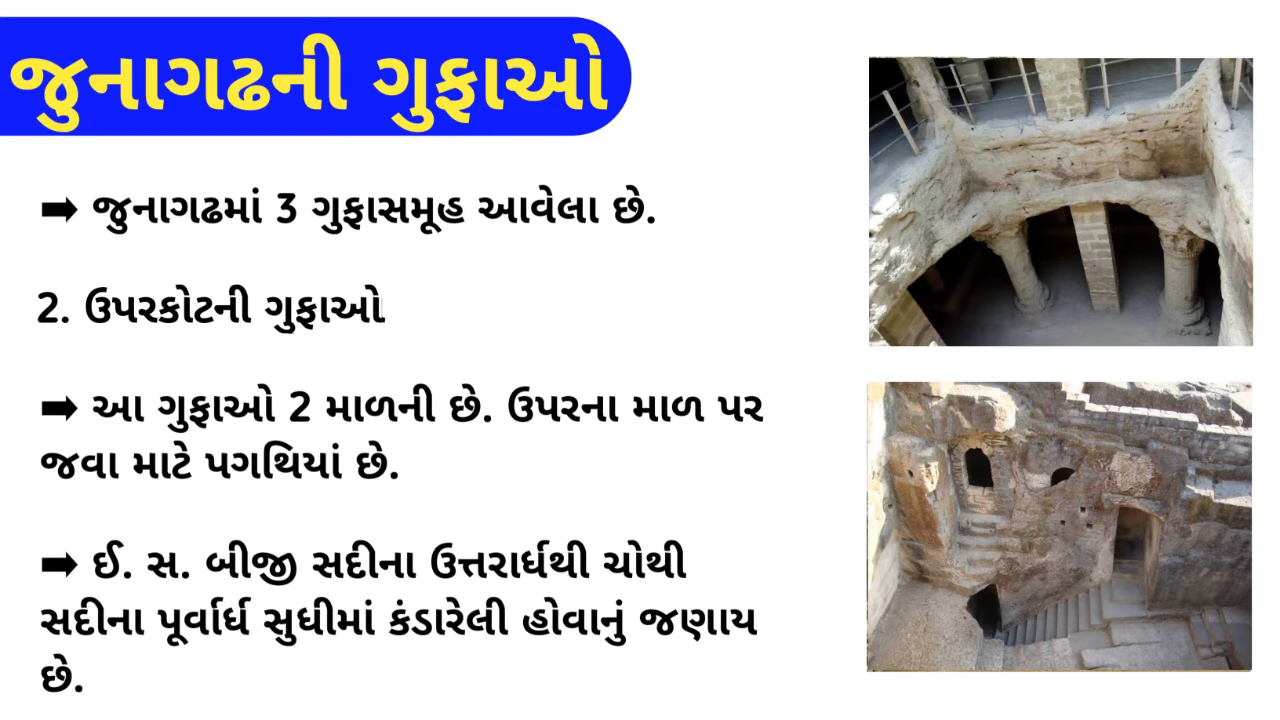 જુનાગઢની ગુફાઓ
➡ જુનાગઢમાં 3 ગુફાસમૂહ આવેલા છે.
2. ઉપરકોટની ગુફાઓ
➡ આ ગુફાઓ 2 માળની છે. ઉપરના માળ પર
જવા માટે પગથિયાં છે.
➡ ઈ. સ. બીજી સદીના ઉત્તરાર્ધથી ચોથી
સદીના પૂર્વાર્ધ સુધીમાં કંડારેલી હોવાનું જણાય
છે.